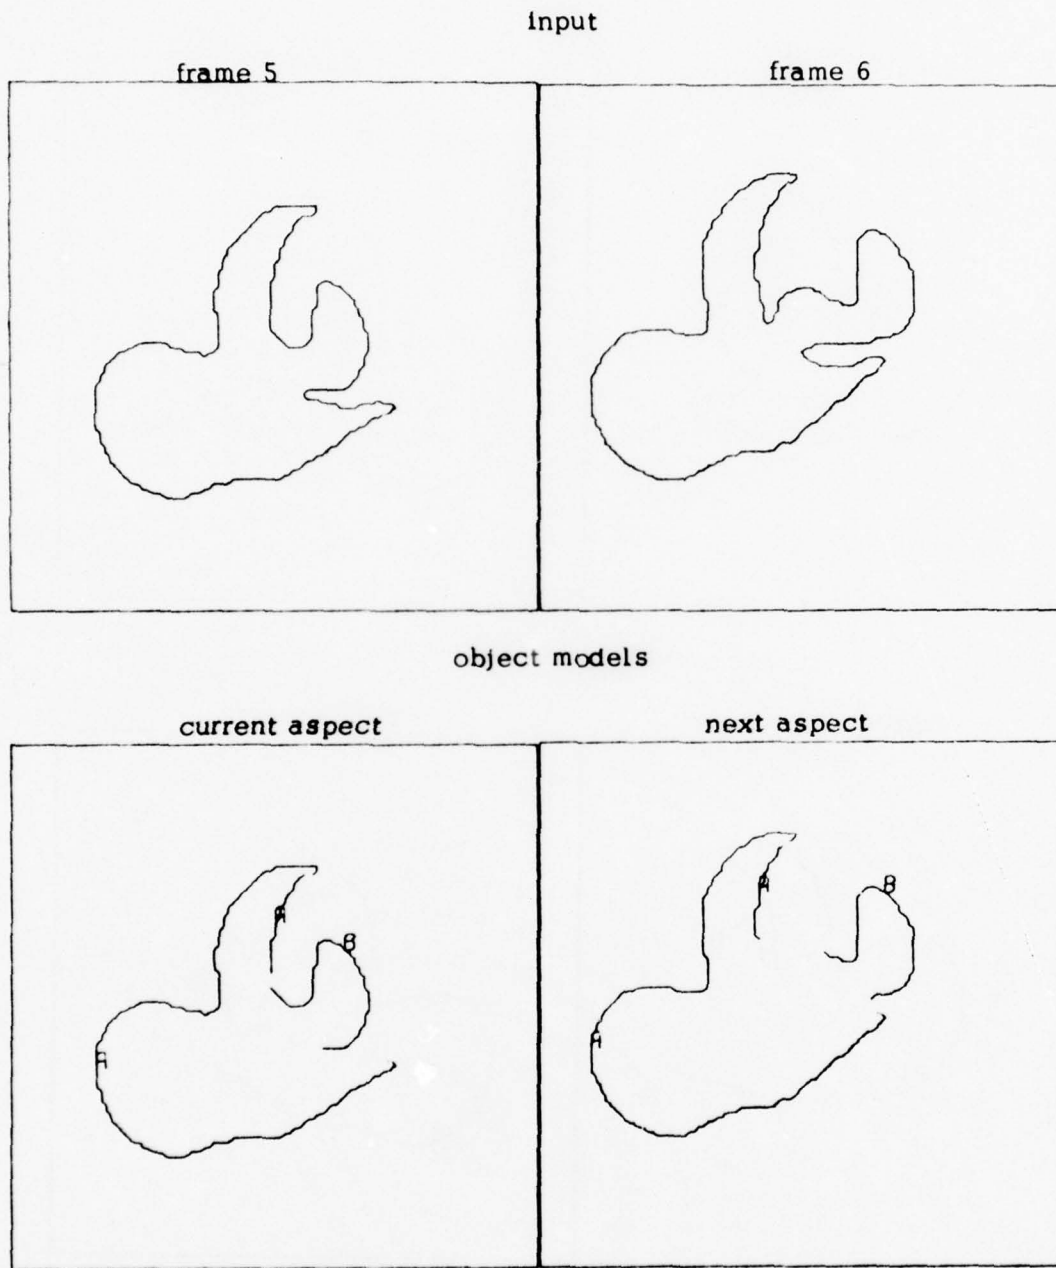 input
frame 5
frame 6
object models
current aspect
next aspect
A
B
A
A
B
A